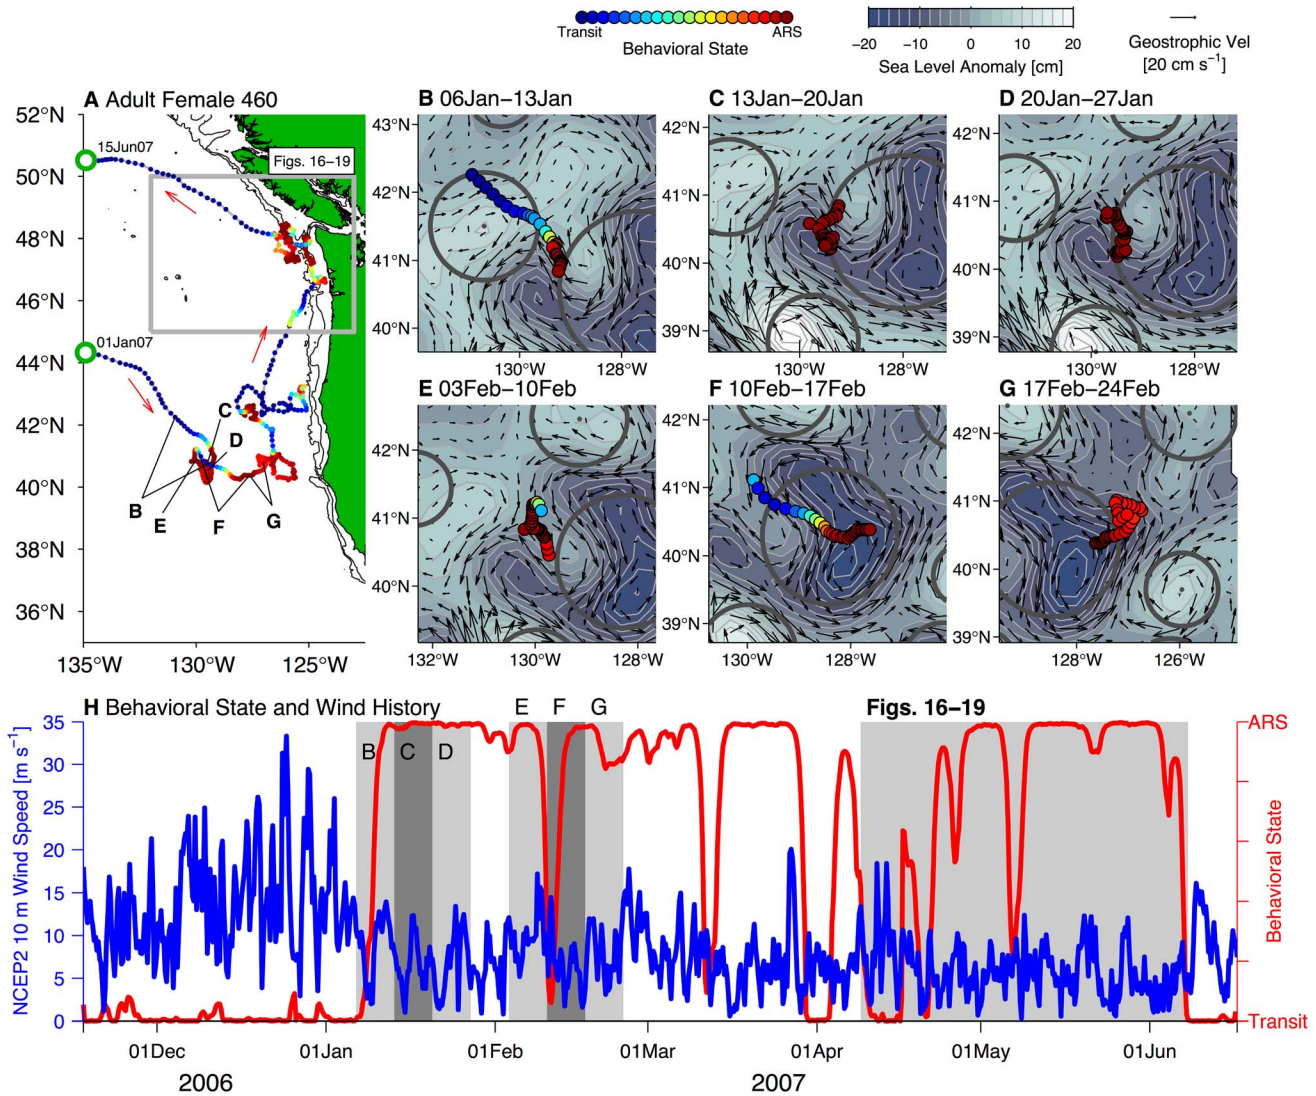 Transit
ARS
Behavioral State
−20 −10 0 10 20
Sea Level Anomaly [cm]
Geostrophic Vel
[20 cm s−1]
A Adult Female 460
52°N
50°N
48°N
46°N
44°N
42°N
40°N
38°N
36°N
135°W 130°W 125°W
15Jun07
Figs. 16−19
01Jan07
C
D
B
E
F
G
B 06Jan−13Jan
43°N
42°N
41°N
40°N
130°W 128°W
C 13Jan−20Jan
42°N
41°N
40°N
39°N
130°W 128°W
D 20Jan−27Jan
42°N
41°N
40°N
39°N
130°W 128°W
E 03Feb−10Feb
42°N
41°N
40°N
132°W 130°W 128°W
F 10Feb−17Feb
42°N
41°N
40°N
39°N
130°W 128°W
G 17Feb−24Feb
42°N
41°N
40°N
39°N
128°W 126°W
H Behavioral State and Wind History
E F G
Figs. 16−19
B C D
NCEP2 10 m Wind Speed [m s−1]
35
30
25
20
15
10
5
0
ARS
Behavioral State
Transit
01Dec 01Jan 01Feb 01Mar 01Apr 01May 01Jun
2006 2007